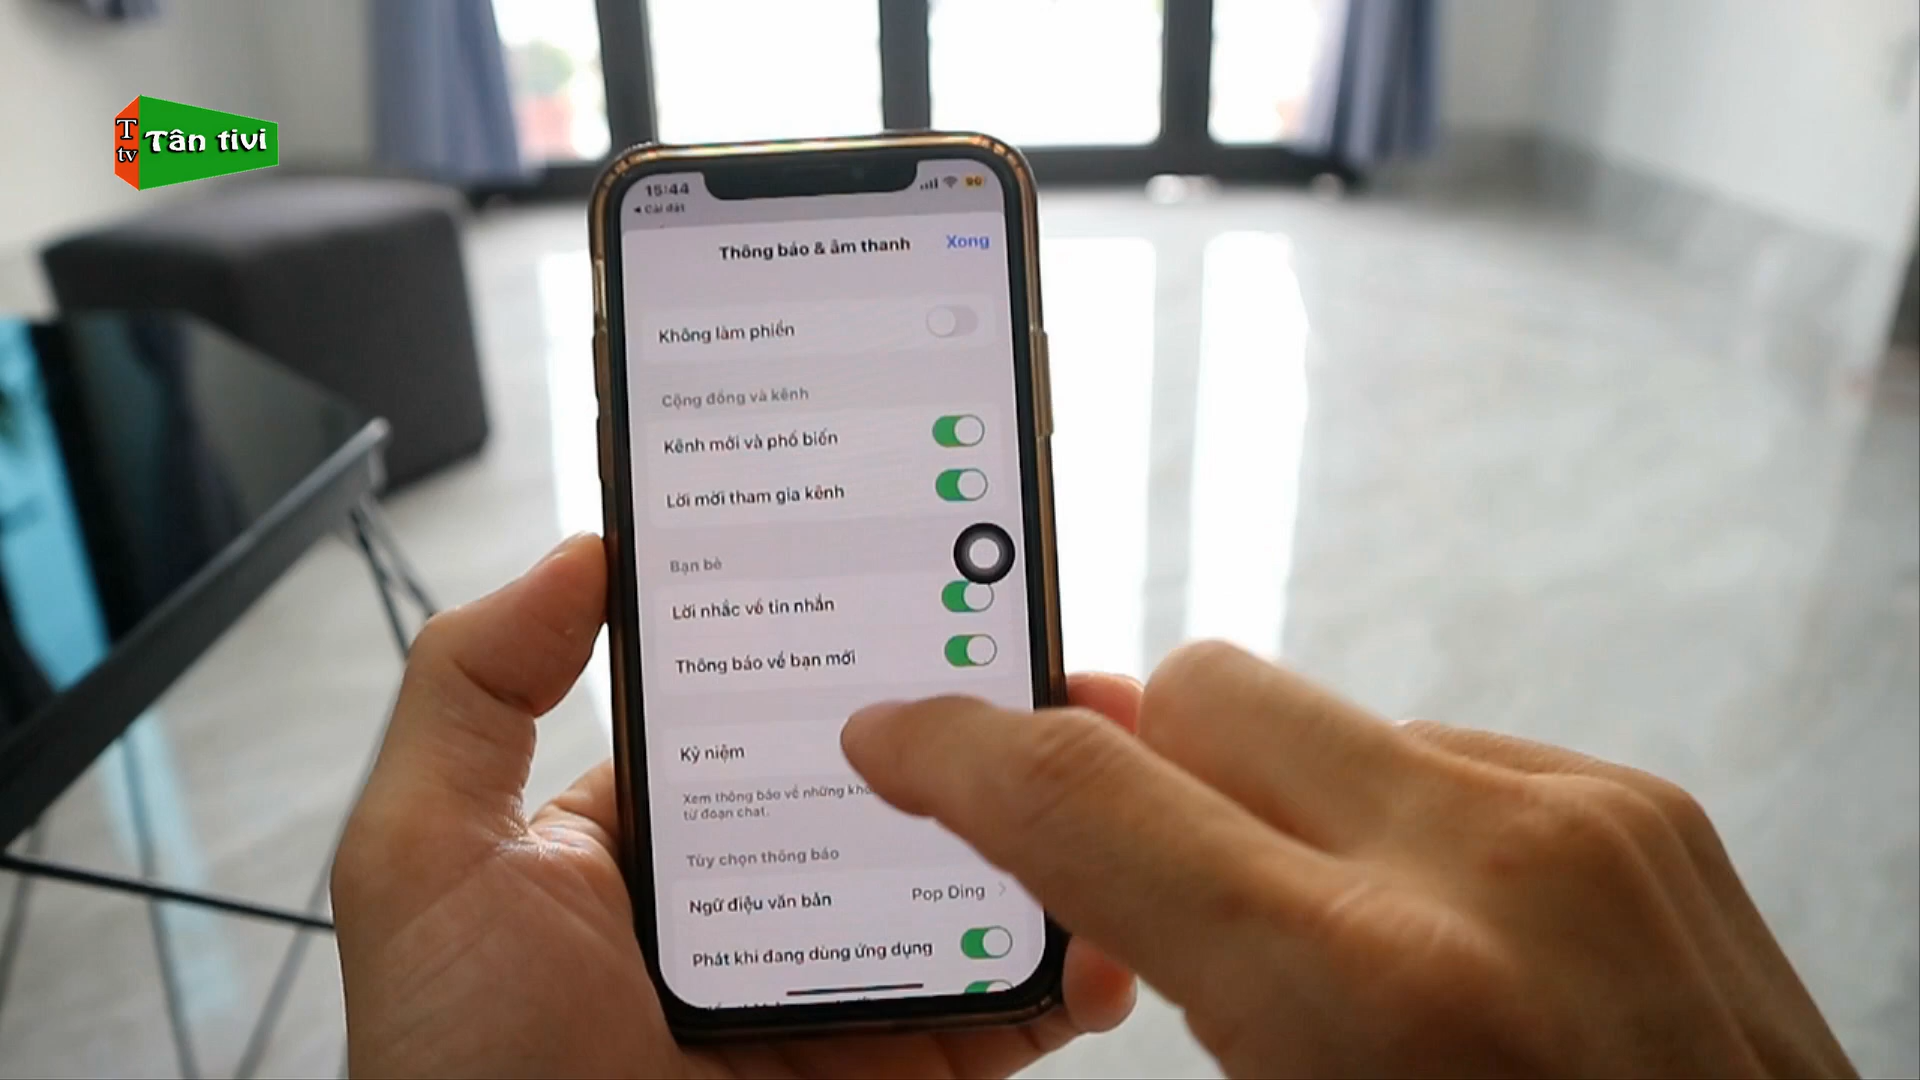 T
tv
Tân tivi
15:44
90
◂ Cài đặt
Thông báo & âm thanh
Xong
Không làm phiền
Cộng đồng và kênh
Kênh mới và phổ biến
Lời mời tham gia kênh
Bạn bè
Lời nhắc về tin nhắn
Thông báo về bạn mới
Kỷ niệm
Xem thông báo về những
từ đoạn chat.
Tùy chọn thông báo
Ngữ điệu văn bản
Pop Ding
Phát khi đang dùng ứng dụng